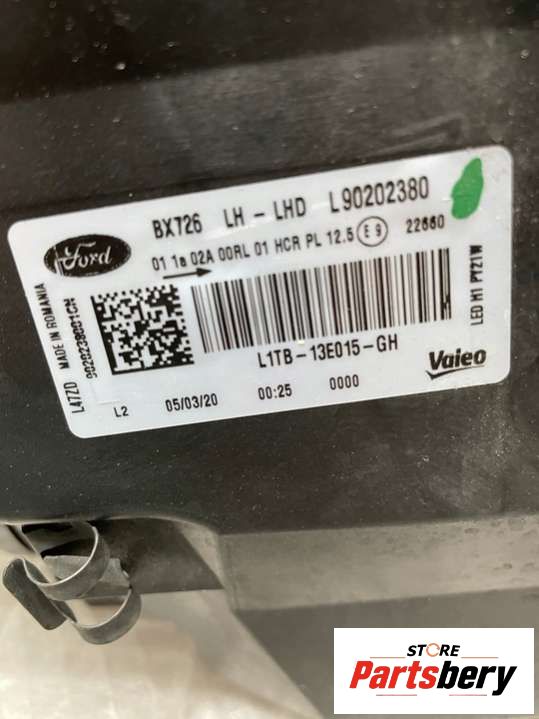 Ford
BX726 LH - LHD L90202380
01 1a 02A 00RL 01 HCR PL 12.5 E9 22660
L1TB-13E015-GH
Valeo
L2 05/03/20 00:25 0000
L47ZD MADE IN ROMANIA
90202380010N
LED H1 PY21W
STORE
Partsbery